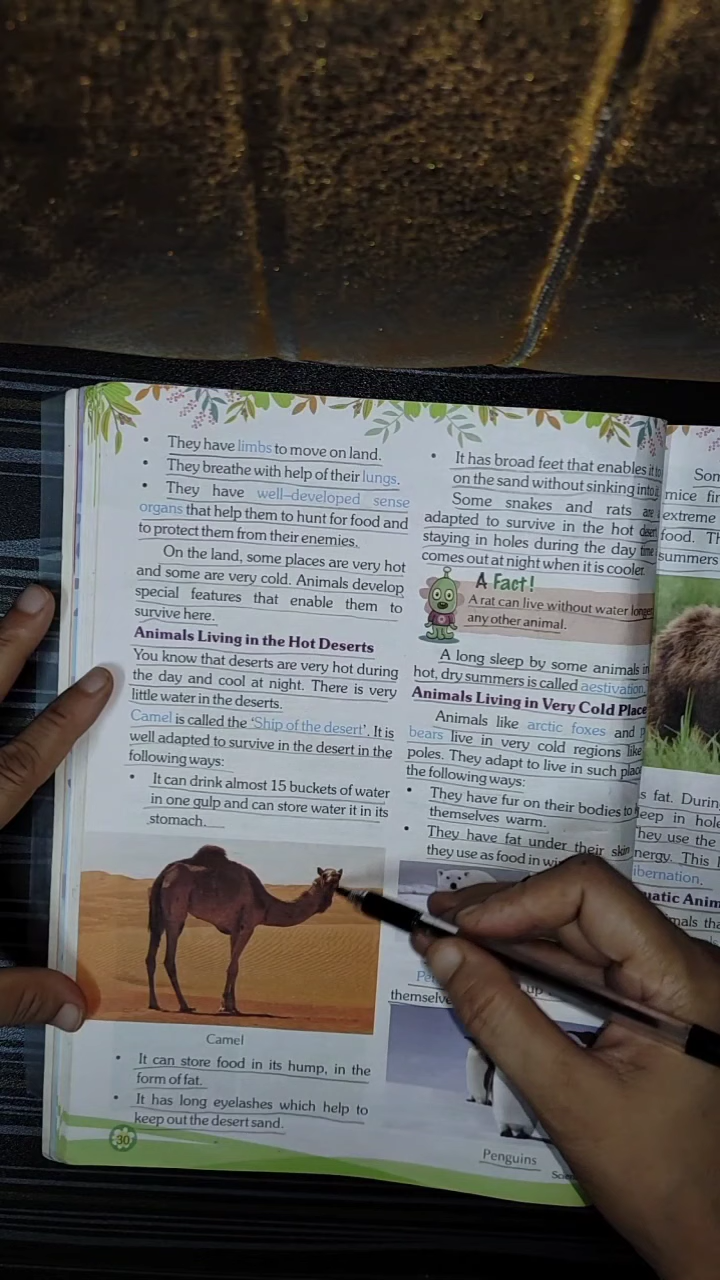 • They have limbs to move on land.
• They breathe with help of their lungs.
• They have well-developed sense
organs that help them to hunt for food and
to protect them from their enemies.
On the land, some places are very hot
and some are very cold. Animals develop
special features that enable them to
survive here.
Animals Living in the Hot Deserts
You know that deserts are very hot during
the day and cool at night. There is very
little water in the deserts.
Camel is called the 'Ship of the desert'. It is
well adapted to survive in the desert in the
following ways:
• It can drink almost 15 buckets of water
in one gulp and can store water it in its
stomach.
Camel
• It can store food in its hump, in the
form of fat.
• It has long eyelashes which help to
keep out the desert sand.
30
• It has broad feet that enables it to
on the sand without sinking into
Some snakes and rats are
adapted to survive in the hot desert
staying in holes during the day time
comes out at night when it is cooler.
A Fact!
A rat can live without water longer
any other animal.
A long sleep by some animals in
hot, dry summers is called aestivation.
Animals Living in Very Cold Place
Animals like arctic foxes and
bears live in very cold regions like
poles. They adapt to live in such place
the following ways:
• They have fur on their bodies to
themselves warm.
• They have fat under their skin
they use as food in
up
themselve
Penguins
Som
mice
extreme
food. Th
summers
s fat. Durin
eep in hole
hey use the
nergy. This
ibernation.
uatic Anim
mals tha